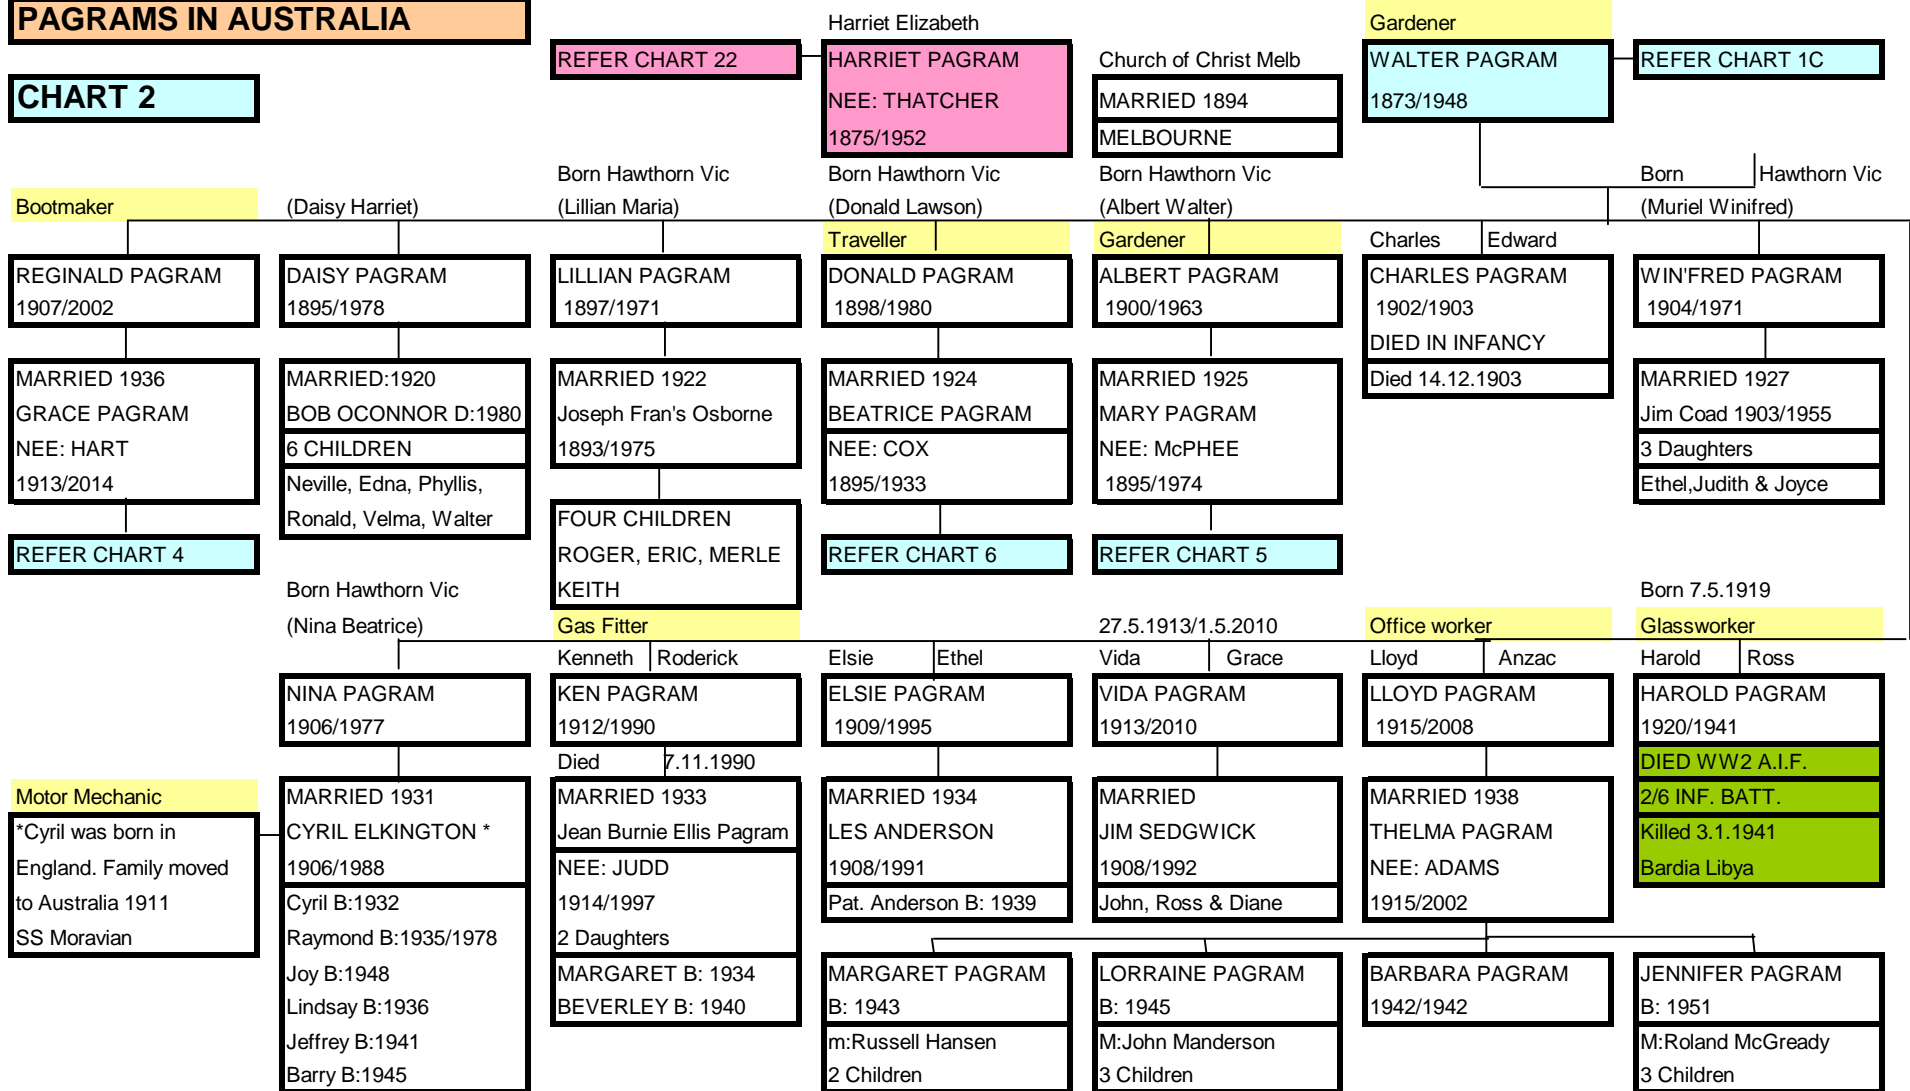 PAGRAMS IN AUSTRALIA
CHART 2
Harriet Elizabeth
REFER CHART 22
HARRIET PAGRAM
NEE: THATCHER
1875/1952
Church of Christ Melb
MARRIED 1894
MELBOURNE
Gardener
WALTER PAGRAM
1873/1948
REFER CHART 1C
Bootmaker
REGINALD PAGRAM
1907/2002
MARRIED 1936
GRACE PAGRAM
NEE: HART
1913/2014
REFER CHART 4
(Daisy Harriet)
DAISY PAGRAM
1895/1978
MARRIED:1920
BOB OCONNOR D:1980
6 CHILDREN
Neville, Edna, Phyllis,
Ronald, Velma, Walter
Born Hawthorn Vic
(Lillian Maria)
LILLIAN PAGRAM
1897/1971
MARRIED 1922
Joseph Fran's Osborne
1893/1975
FOUR CHILDREN
ROGER, ERIC, MERLE
KEITH
Born Hawthorn Vic
(Donald Lawson)
Traveller
DONALD PAGRAM
1898/1980
MARRIED 1924
BEATRICE PAGRAM
NEE: COX
1895/1933
REFER CHART 6
Born Hawthorn Vic
(Albert Walter)
Gardener
ALBERT PAGRAM
1900/1963
MARRIED 1925
MARY PAGRAM
NEE: McPHEE
1895/1974
REFER CHART 5
Charles Edward
CHARLES PAGRAM
1902/1903
DIED IN INFANCY
Died 14.12.1903
Born Hawthorn Vic
(Muriel Winifred)
WIN'FRED PAGRAM
1904/1971
MARRIED 1927
Jim Coad 1903/1955
3 Daughters
Ethel,Judith & Joyce
Motor Mechanic
*Cyril was born in
England. Family moved
to Australia 1911
SS Moravian
Born Hawthorn Vic
(Nina Beatrice)
NINA PAGRAM
1906/1977
MARRIED 1931
CYRIL ELKINGTON *
1906/1988
Cyril B:1932
Raymond B:1935/1978
Joy B:1948
Lindsay B:1936
Jeffrey B:1941
Barry B:1945
Gas Fitter
Kenneth Roderick
KEN PAGRAM
1912/1990
Died 7.11.1990
MARRIED 1933
Jean Burnie Ellis Pagram
NEE: JUDD
1914/1997
2 Daughters
MARGARET B: 1934
BEVERLEY B: 1940
Elsie Ethel
ELSIE PAGRAM
1909/1995
MARRIED 1934
LES ANDERSON
1908/1991
Pat. Anderson B: 1939
27.5.1913/1.5.2010
Vida Grace
VIDA PAGRAM
1913/2010
MARRIED
JIM SEDGWICK
1908/1992
John, Ross & Diane
Office worker
Lloyd Anzac
LLOYD PAGRAM
1915/2008
MARRIED 1938
THELMA PAGRAM
NEE: ADAMS
1915/2002
Born 7.5.1919
Glassworker
Harold Ross
HAROLD PAGRAM
1920/1941
DIED WW2 A.I.F.
2/6 INF. BATT.
Killed 3.1.1941
Bardia Libya
MARGARET PAGRAM
B: 1943
m:Russell Hansen
2 Children
LORRAINE PAGRAM
B: 1945
M:John Manderson
3 Children
BARBARA PAGRAM
1942/1942
JENNIFER PAGRAM
B: 1951
M:Roland McGready
3 Children